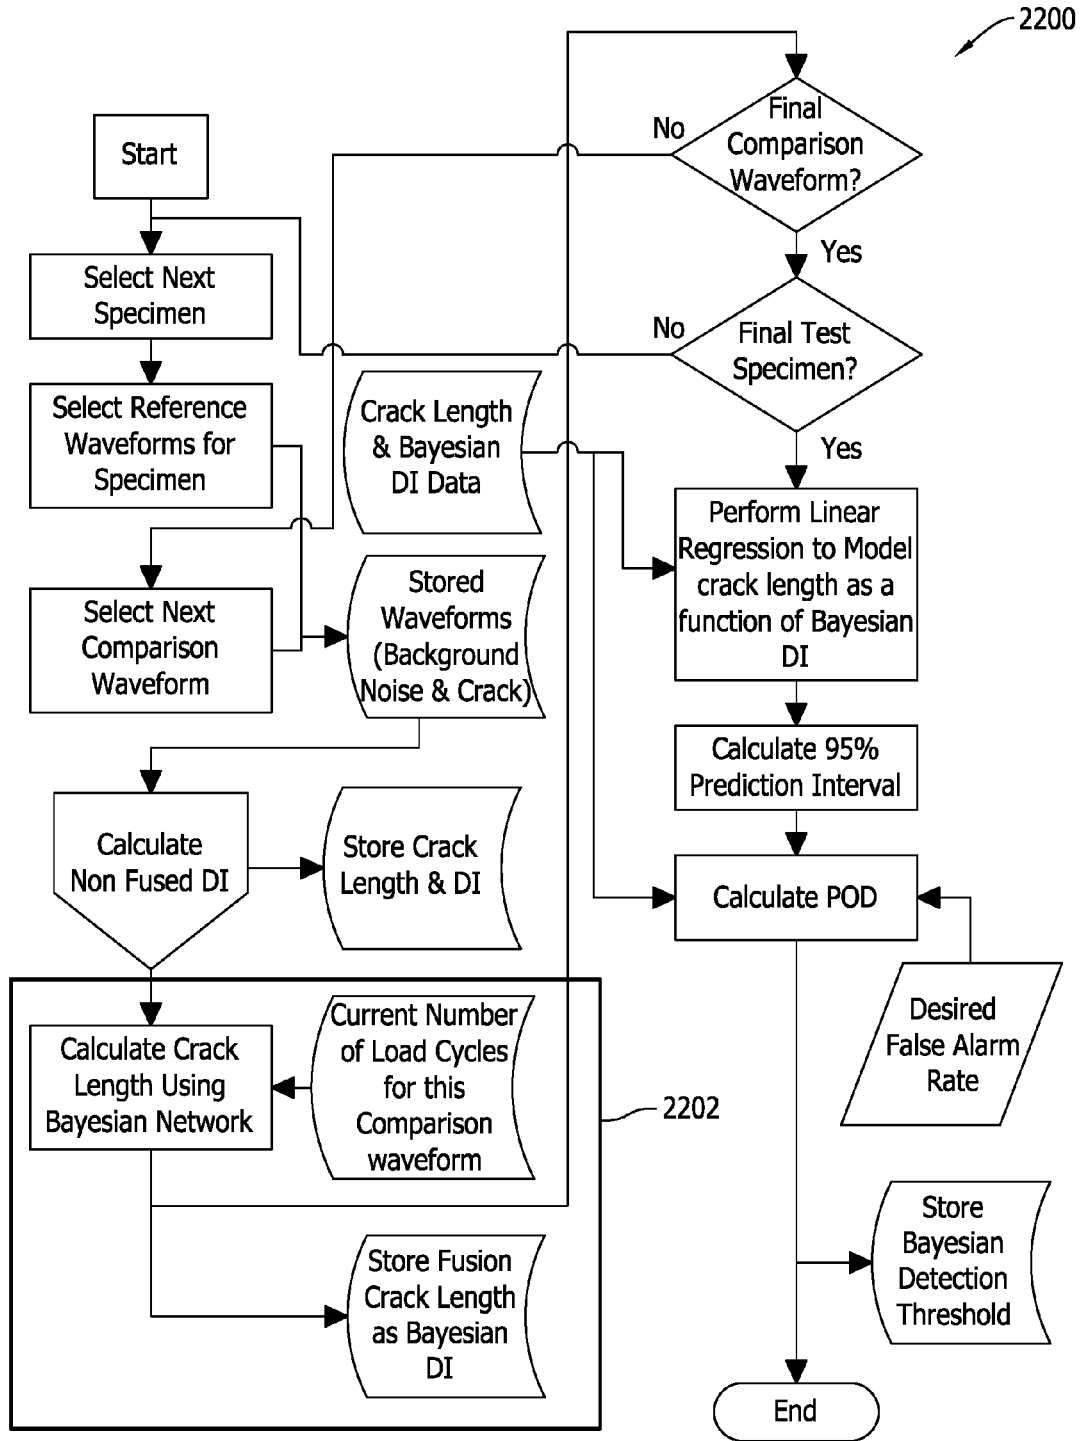 2200
Start
Select Next
Specimen
Select Reference
Waveforms for
Specimen
Select Next
Comparison
Waveform
Crack Length
& Bayesian
DI Data
Stored
Waveforms
(Background
Noise & Crack)
Calculate
Non Fused DI
Store Crack
Length & DI
Calculate Crack
Length Using
Bayesian Network
Current Number
of Load Cycles
for this
Comparison
waveform
2202
Store Fusion
Crack Length
as Bayesian
DI
Final
Comparison
Waveform?
No
Yes
Final Test
Specimen?
No
Yes
Perform Linear
Regression to Model
crack length as a
function of Bayesian
DI
Calculate 95%
Prediction Interval
Calculate POD
Desired
False Alarm
Rate
Store
Bayesian
Detection
Threshold
End